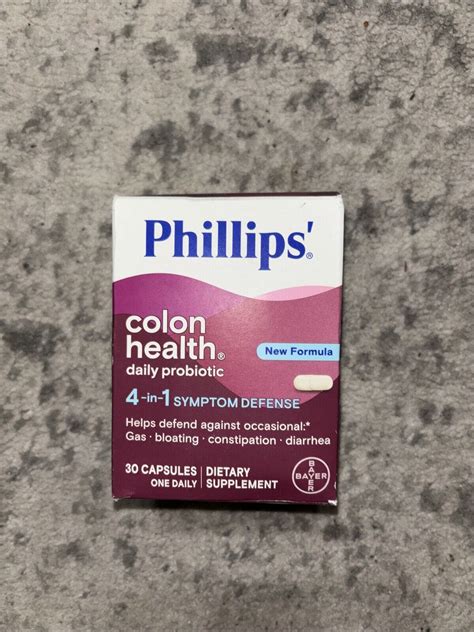 Phillips'®
colon
health®
daily probiotic
New Formula
4-in-1 SYMPTOM DEFENSE
Helps defend against occasional:*
Gas · bloating · constipation · diarrhea
30 CAPSULES
ONE DAILY
DIETARY
SUPPLEMENT
BAYER
BAYER